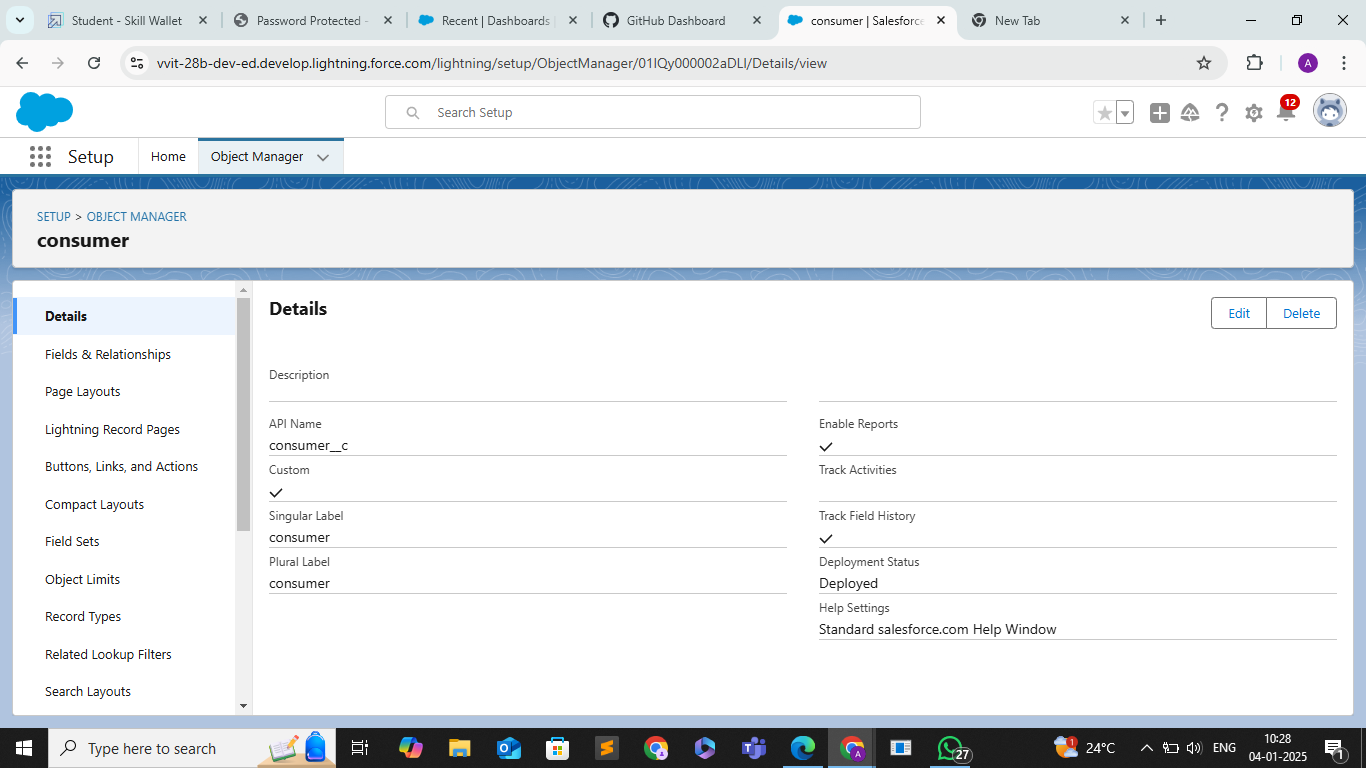 Student - Skill Wallet
Password Protected -
Recent | Dashboards
GitHub Dashboard
consumer | Salesforce
New Tab
vvit-28b-dev-ed.develop.lightning.force.com/lightning/setup/ObjectManager/01IQy000002aDLl/Details/view
A
Search Setup
12
Setup
Home
Object Manager
SETUP > OBJECT MANAGER
consumer
Details
Fields & Relationships
Page Layouts
Lightning Record Pages
Buttons, Links, and Actions
Compact Layouts
Field Sets
Object Limits
Record Types
Related Lookup Filters
Search Layouts
Details
Edit
Delete
Description
API Name
consumer__c
Custom
Singular Label
consumer
Plural Label
consumer
Enable Reports
Track Activities
Track Field History
Deployment Status
Deployed
Help Settings
Standard salesforce.com Help Window
Type here to search
A
27
1
24°C
ENG
10:28
04-01-2025
1